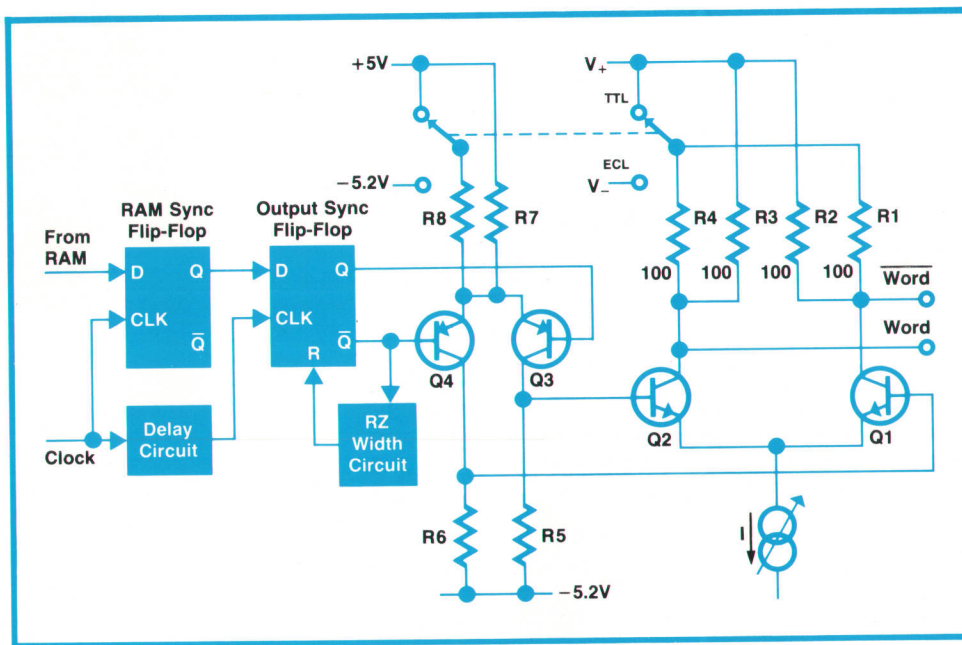 +5V
V+
TTL
−5.2V
ECL
V−
RAM Sync
Flip-Flop
Output Sync
Flip-Flop
R8
R7
R4
R3
R2
R1
From
RAM
D
Q
D
Q
100
100
100
100
Word
CLK
CLK
Q
R
Q
Word
Q4
Q3
Delay
Circuit
RZ
Width
Circuit
Clock
Q2
Q1
R6
R5
I
−5.2V